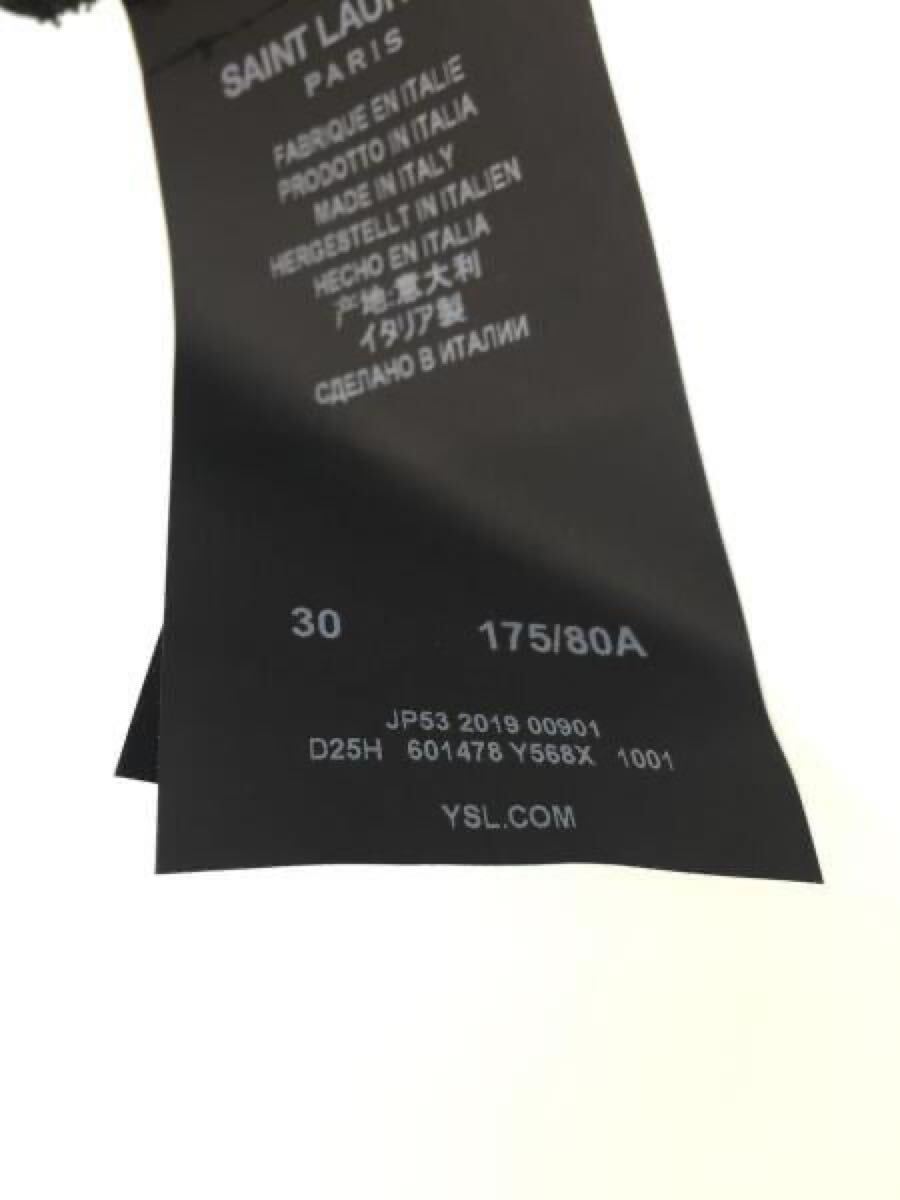 SAINT LAUR
PARIS
FABRIQUE EN ITALIE
PRODOTTO IN ITALIA
MADE IN ITALY
HERGESTELLT IN ITALIEN
HECHO EN ITALIA
产地:意大利
イタリア製
СДЕЛАНО В ИТАЛИИ
30 175/80A
JP53 2019 00901
D25H 601478 Y568X 1001
YSL.COM